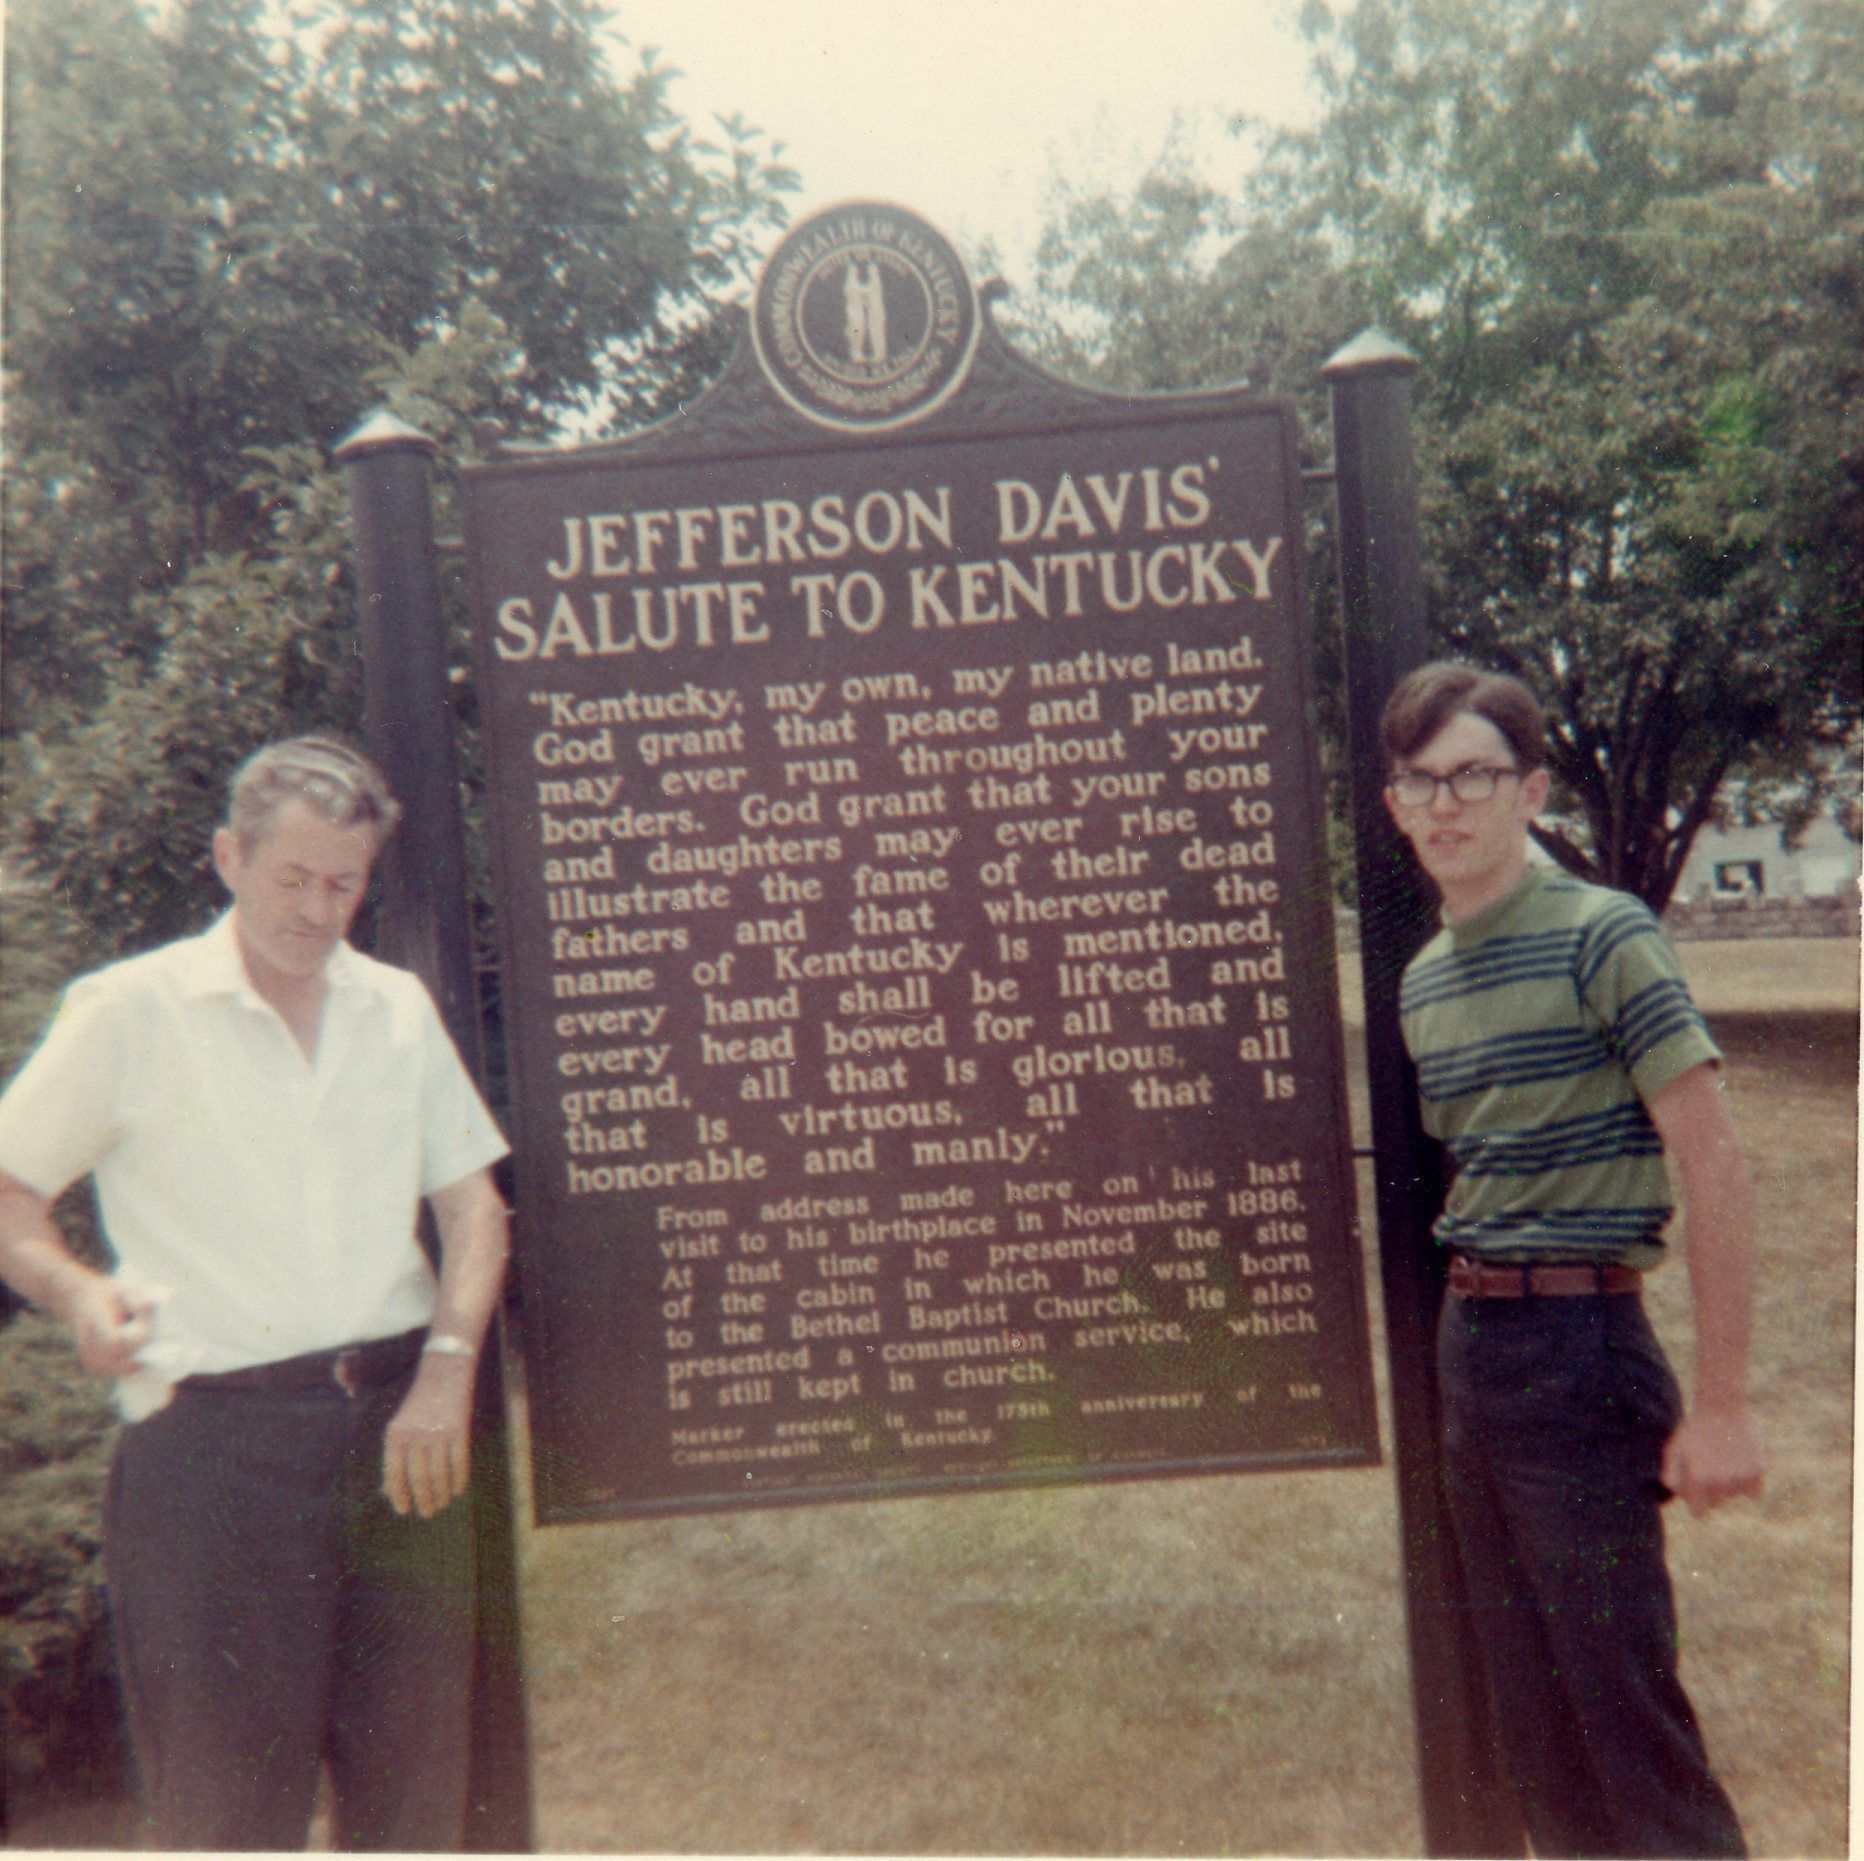 COMMONWEALTH OF KENTUCKY
JEFFERSON DAVIS'
SALUTE TO KENTUCKY
"Kentucky, my own, my native land.
God grant that peace and plenty
may ever run throughout your
borders. God grant that your sons
and daughters may ever rise to
illustrate the fame of their dead
fathers and that wherever the
name of Kentucky is mentioned,
every hand shall be lifted and
every head bowed for all that is
grand, all that is glorious, all
that is virtuous, all that is
honorable and manly."
From address made here on his last
visit to his birthplace in November 1886.
At that time he presented the site
of the cabin in which he was born
to the Bethel Baptist Church. He also
presented a communion service, which
is still kept in church.
Marker erected in the 175th anniversary of the
Commonwealth of Kentucky.